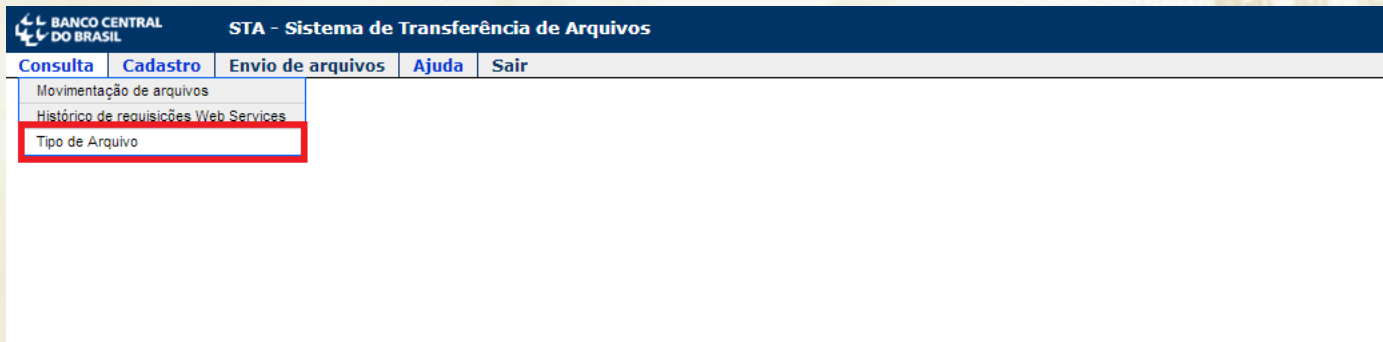 BANCO CENTRAL
DO BRASIL
STA - Sistema de Transferência de Arquivos
Consulta Cadastro Envio de arquivos Ajuda Sair
Movimentação de arquivos
Histórico de requisições Web Services
Tipo de Arquivo